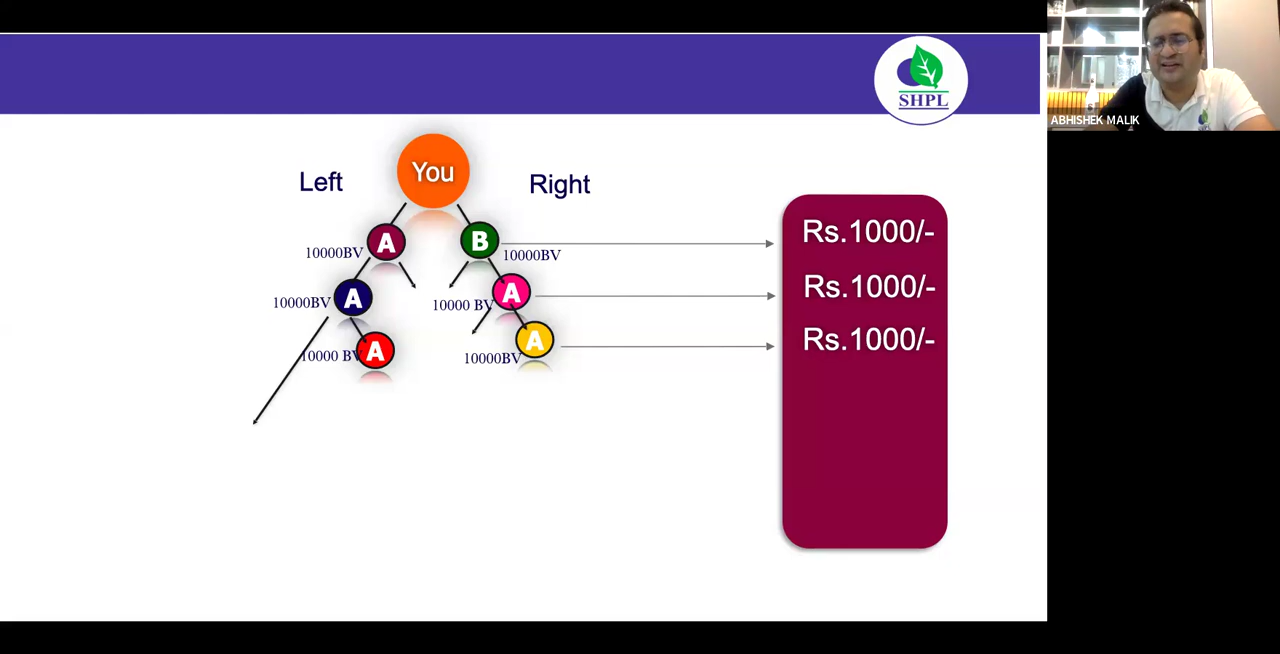 SHPL
ABHISHEK MALIK
SHPL
You
Left
Right
Rs.1000/-
A
B
10000BV
10000BV
Rs.1000/-
A
A
10000BV
10000 BV
Rs.1000/-
A
A
10000 BV
10000BV